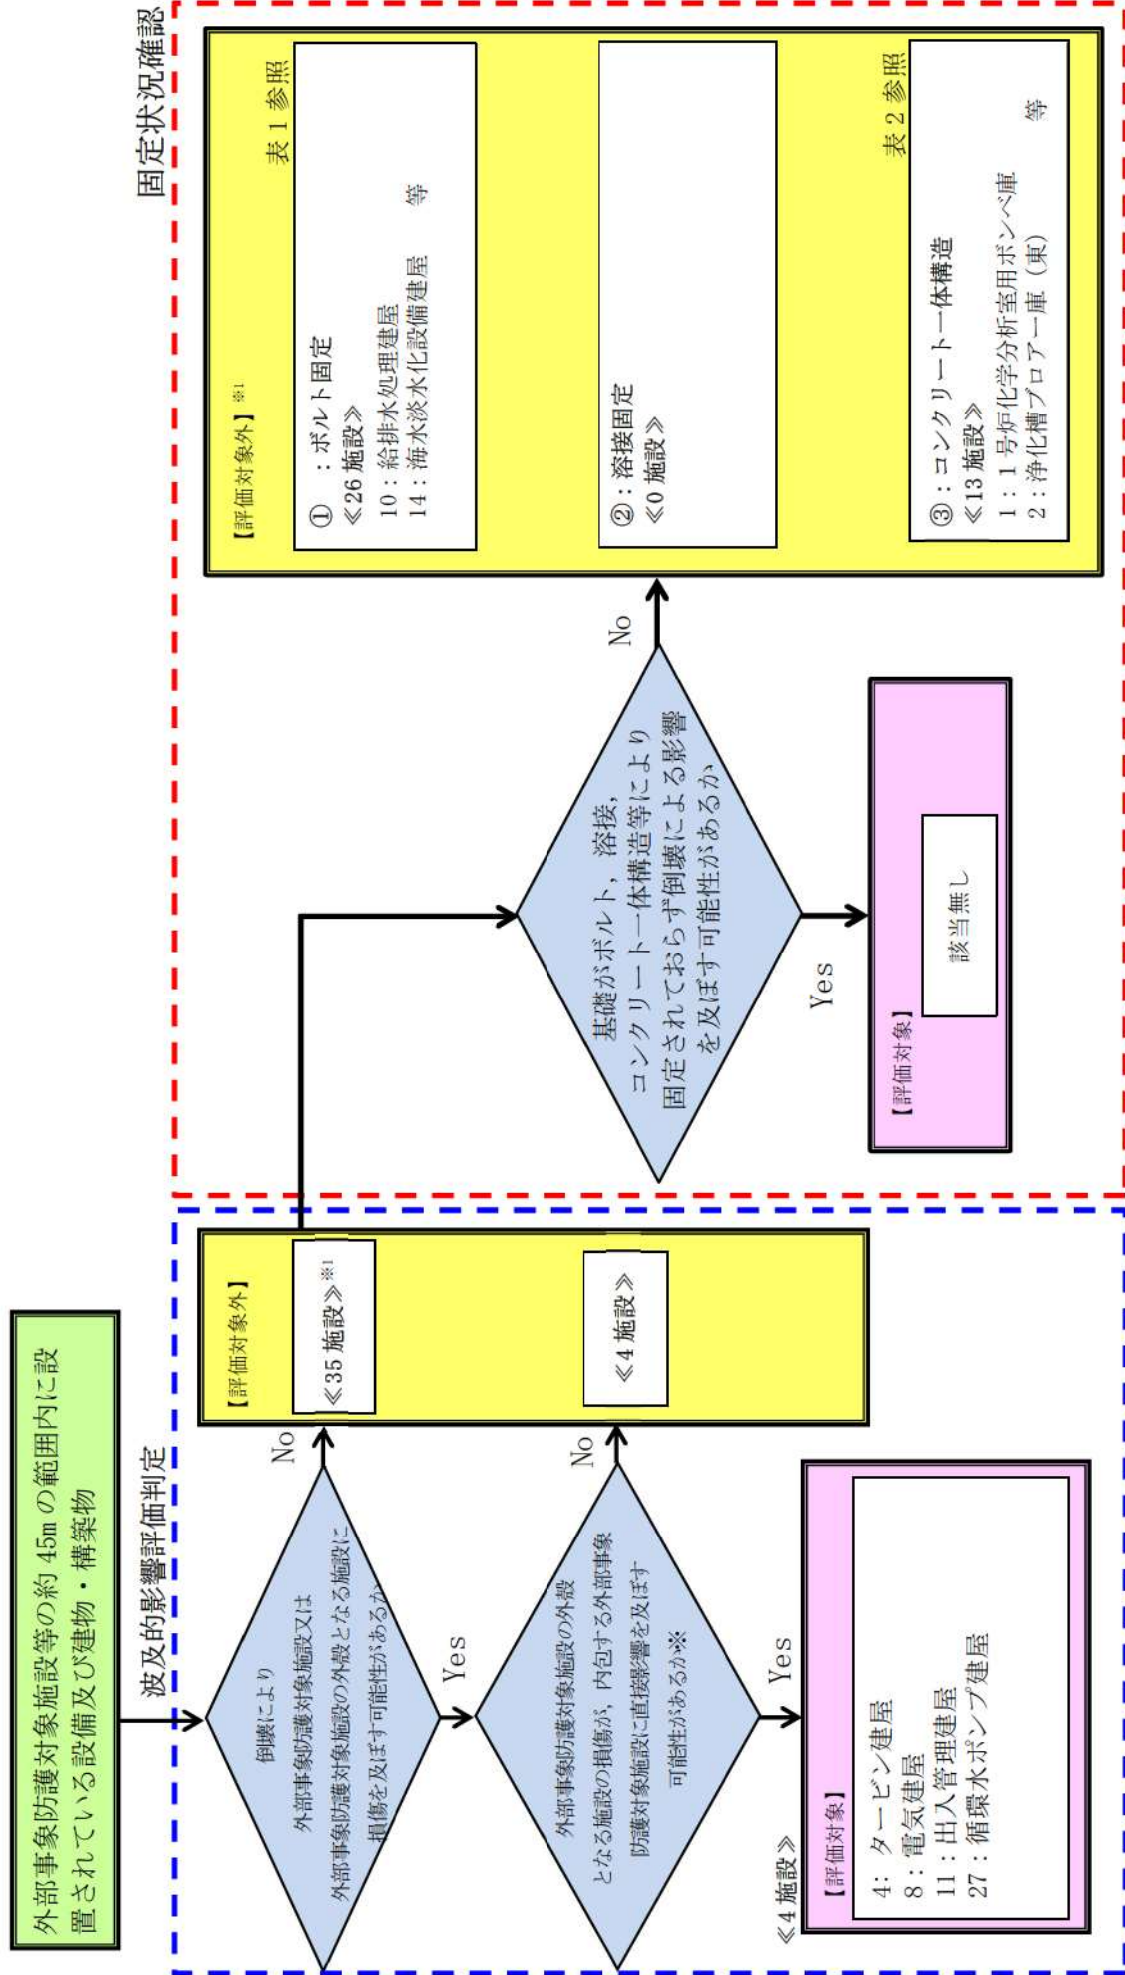 外部事象防護対象施設等の約 45m の範囲内に設
置されている設備及び建物・構築物
波及的影響評価判定
倒壊により
外部事象防護対象施設又は
外部事象防護対象施設の外殻となる施設に
損傷を及ぼす可能性があるか
No
Yes
外部事象防護対象施設の外殻
となる施設の損傷が，内包する外部事象
防護対象施設に直接影響を及ぼす
可能性があるか※
No
Yes
【評価対象外】
≪35 施設≫※1
≪4 施設≫
≪4 施設≫
【評価対象】
4: タービン建屋
8：電気建屋
11：出入管理建屋
27：循環水ポンプ建屋
固定状況確認
基礎がボルト，溶接，
コンクリート一体構造等により
固定されておらず倒壊による影響
を及ぼす可能性があるか
No
Yes
【評価対象】
該当無し
【評価対象外】※1
表 1 参照
① ：ボルト固定
≪26 施設≫
10：給排水処理建屋
14：海水淡水化設備建屋 等
②：溶接固定
≪0 施設≫
表 2 参照
③：コンクリート一体構造
≪13 施設≫
1：1 号炉化学分析室用ボンベ庫
2：浄化槽ブロアー庫（東） 等